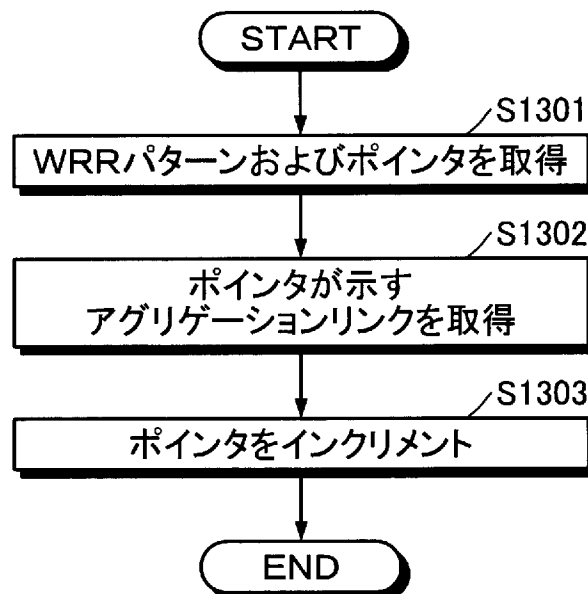 START
S1301
WRRパターンおよびポインタを取得
S1302
ポインタが示す
アグリゲーションリンクを取得
S1303
ポインタをインクリメント
END